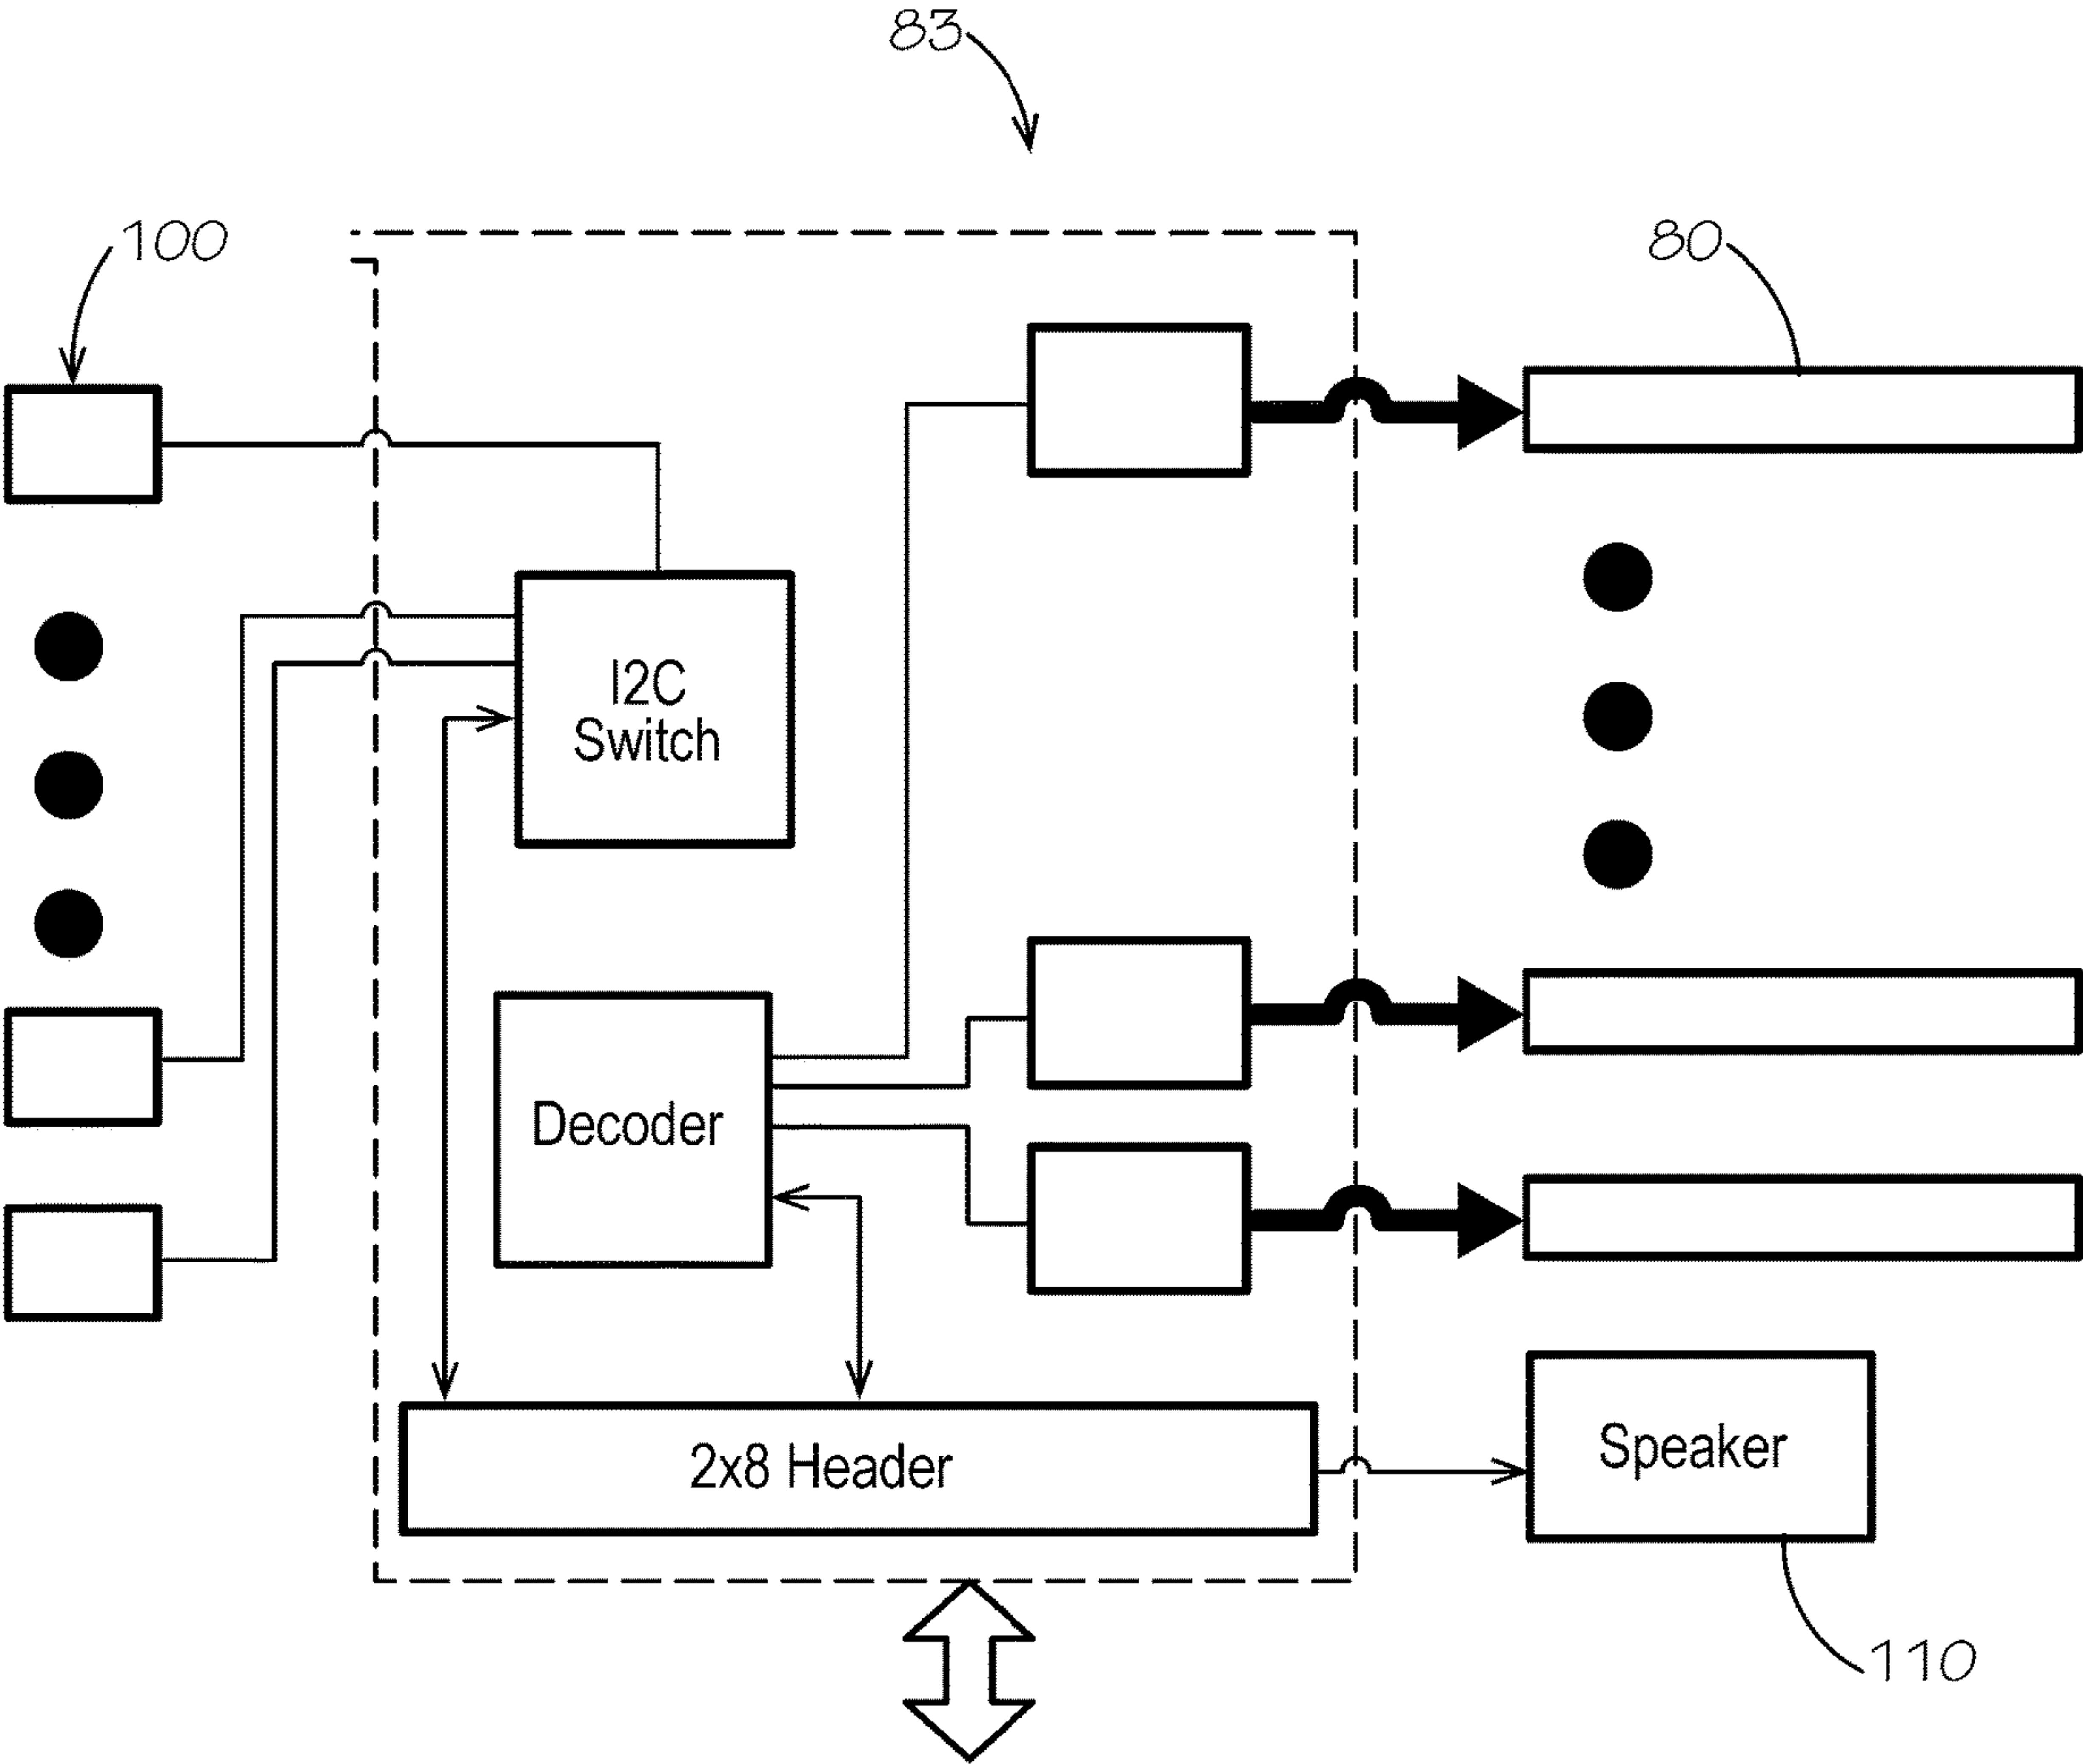 83
100
80
I2C
Switch
Decoder
2x8 Header
Speaker
110